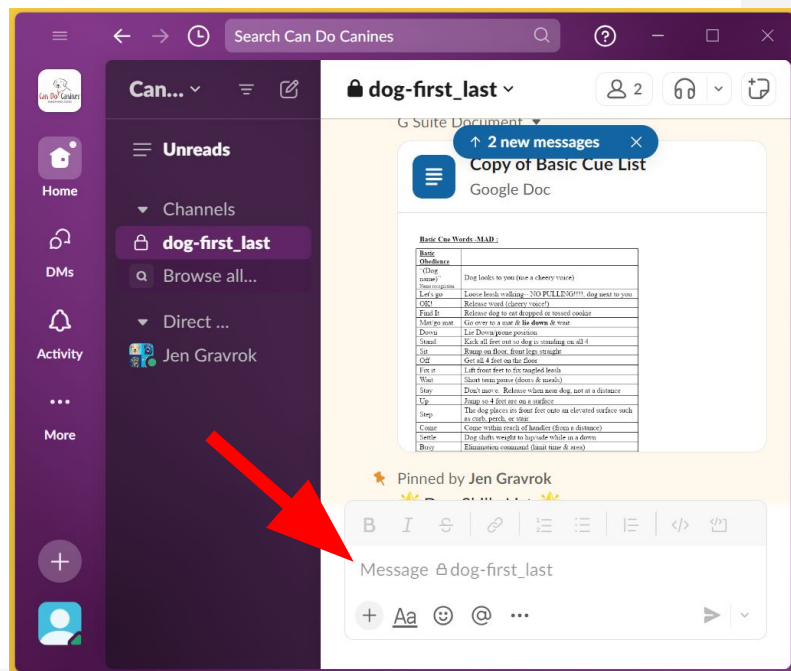 Search Can Do Canines
Can Do Canines
Can...
dog-first_last
2
G Suite Document
2 new messages
Copy of Basic Cue List
Google Doc
Home
DMs
Activity
More
Unreads
Channels
dog-first_last
Browse all...
Direct ...
Jen Gravrok
Basic Cue Words -MAD :
Basic
Obedience
"(Dog
name)" Dog looks to you (use a cheery voice)
Name recognition
Let's go Loose leash walking-- NO PULLING!!!!, dog next to you
OK! Release word (cheery voice!)
Find It Release dog to eat dropped or tossed cookie
Mat/go mat Go over to a mat & lie down & wait
Down Lie Down/prone position
Stand Kick all feet out so dog is standing on all 4
Sit Rump on floor, front legs straight
Off Get all 4 feet on the floor
Fix it Lift front feet to fix tangled leash
Wait Short term pause (doors & meals)
Stay Don't move. Release when near dog, not at a distance
Up Jump so 4 feet are on a surface
Step The dog places its front feet onto an elevated surface such
as curb, perch, or stair
Come Come within reach of handler (from a distance)
Settle Dog shifts weight to hip/side while in a down
Busy Elimination command (limit time & area)
Pinned by Jen Gravrok
B I S
Message dog-first_last
+ Aa @ ...